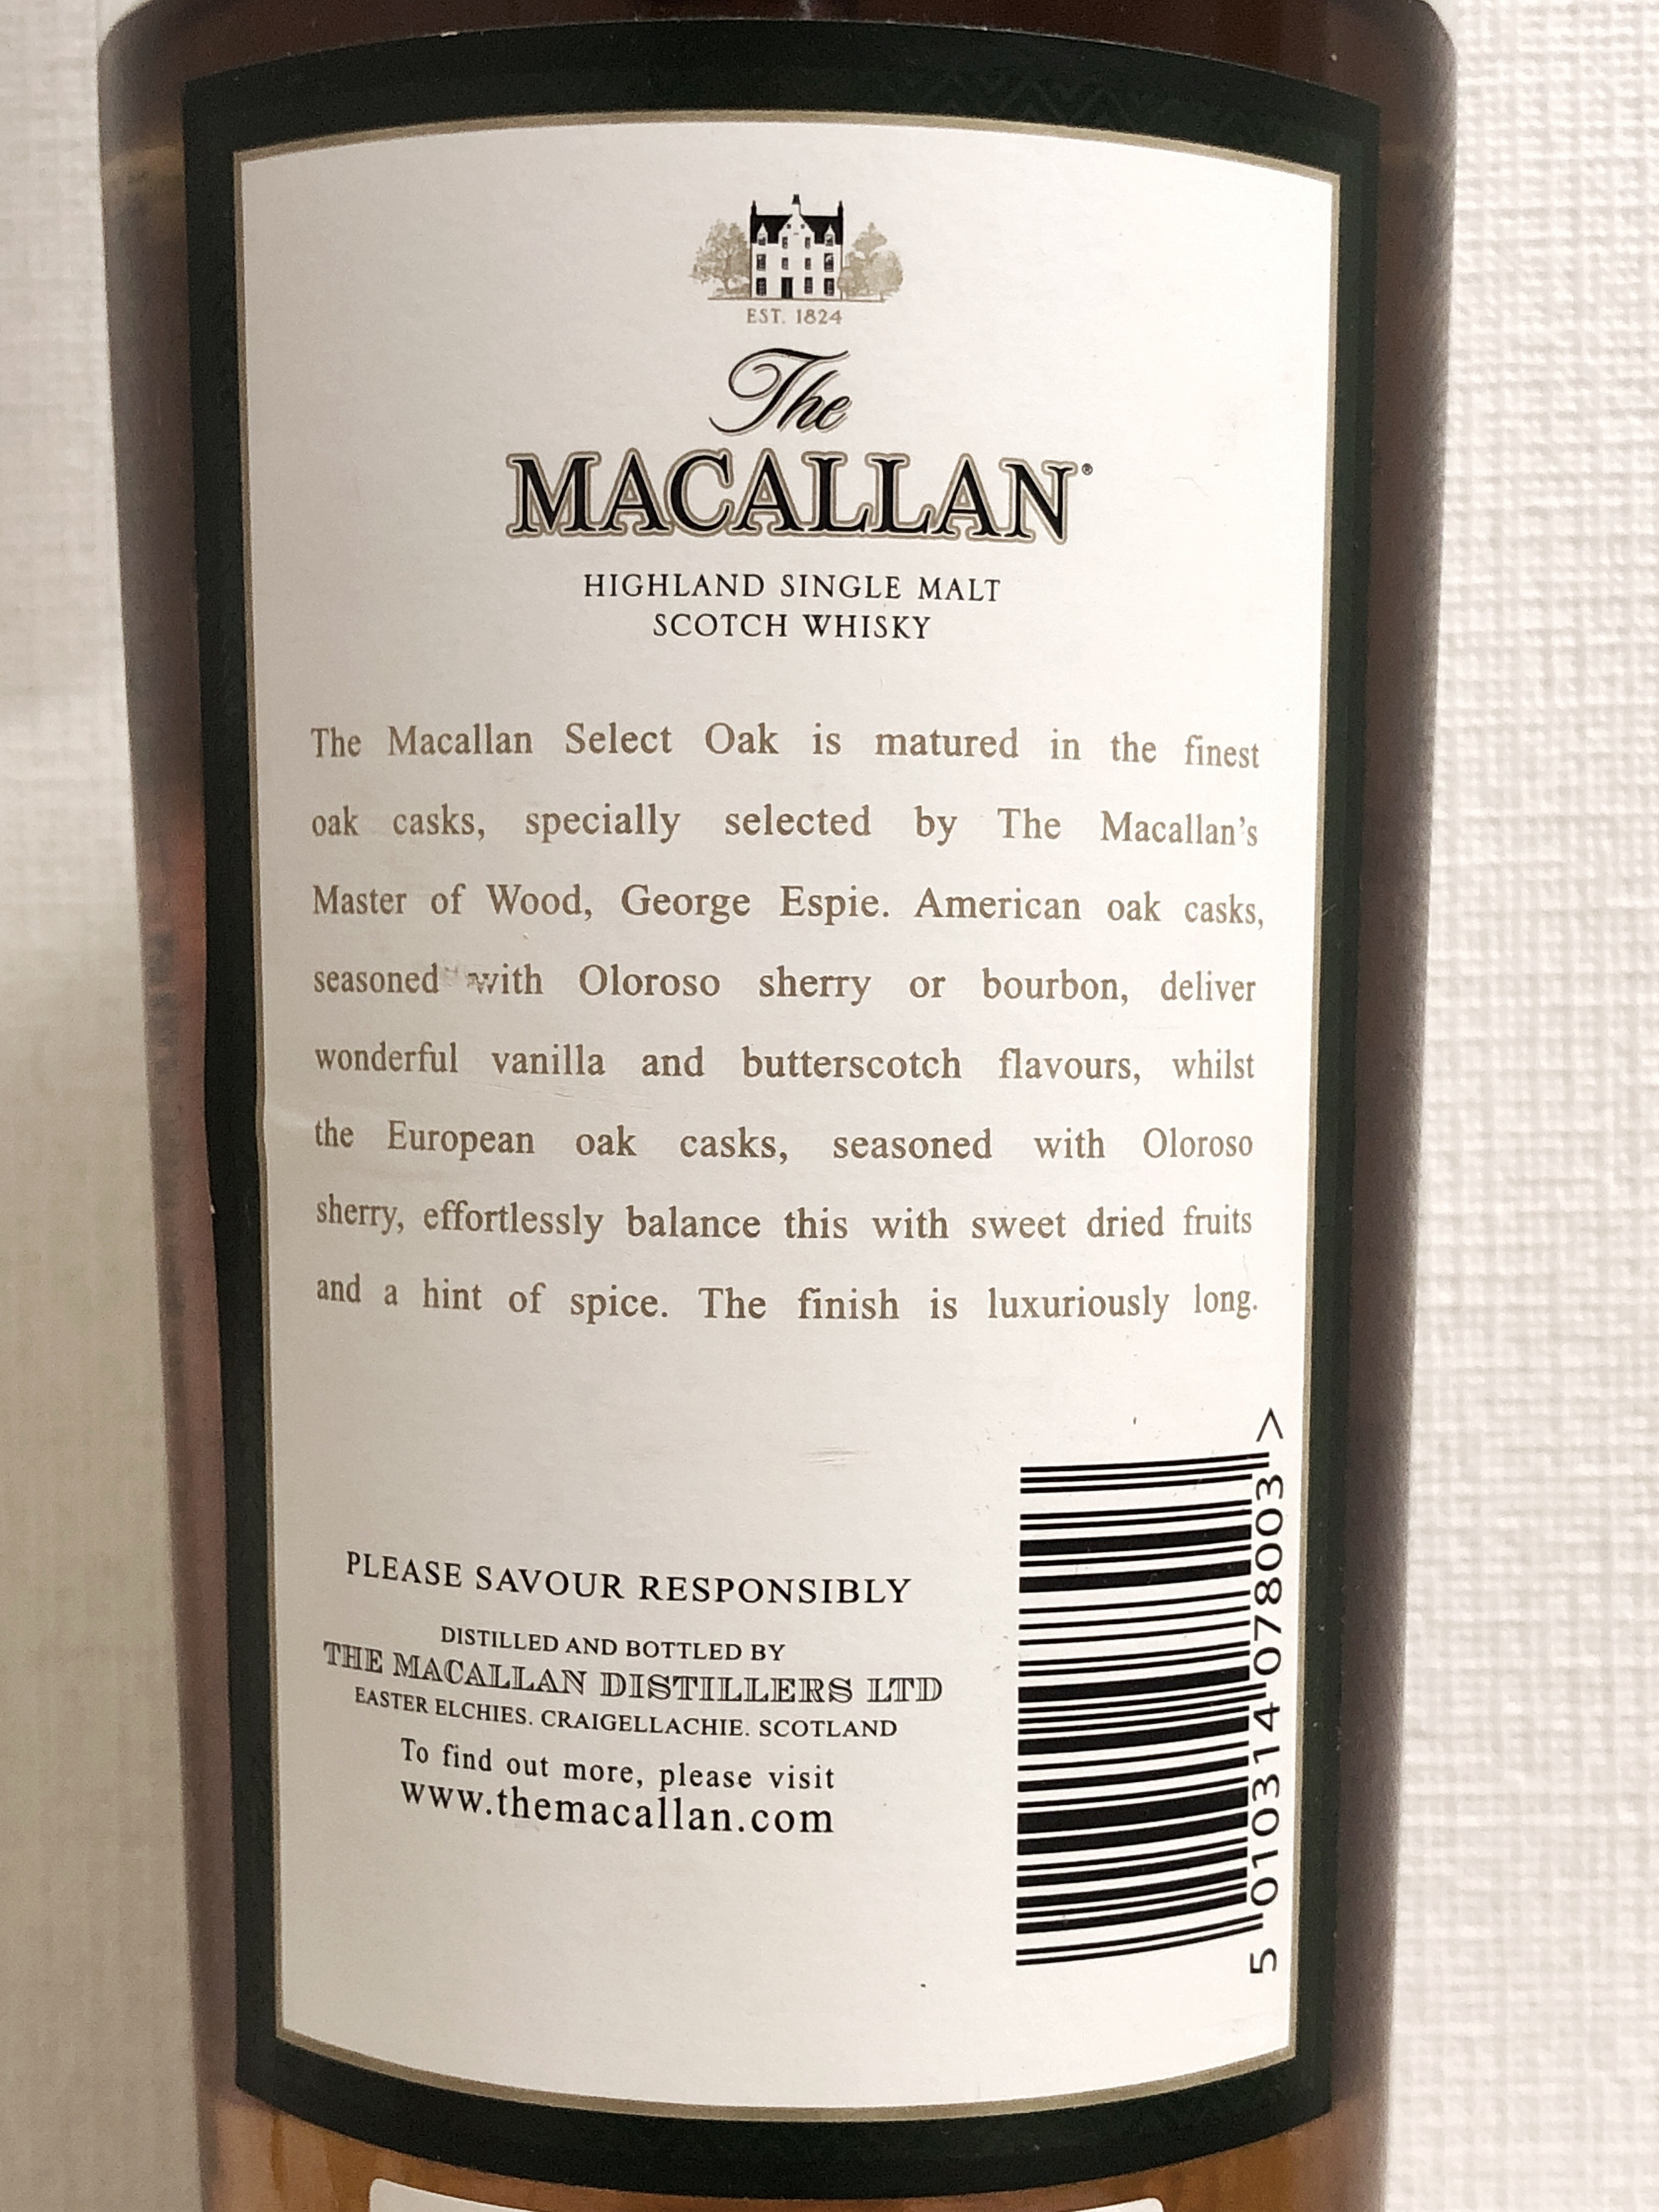 EST. 1824
The
MACALLAN®
HIGHLAND SINGLE MALT
SCOTCH WHISKY
The Macallan Select Oak is matured in the finest
oak casks, specially selected by The Macallan's
Master of Wood, George Espie. American oak casks,
seasoned with Oloroso sherry or bourbon, deliver
wonderful vanilla and butterscotch flavours, whilst
the European oak casks, seasoned with Oloroso
sherry, effortlessly balance this with sweet dried fruits
and a hint of spice. The finish is luxuriously long.
PLEASE SAVOUR RESPONSIBLY
DISTILLED AND BOTTLED BY
THE MACALLAN DISTILLERS LTD
EASTER ELCHIES. CRAIGELLACHIE. SCOTLAND
To find out more, please visit
www.themacallan.com
5 010314 078003 >